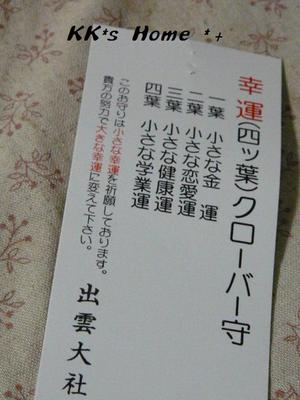 KK*s Home *+
幸運(四ッ葉)クローバー守
一葉 小さな金 運
二葉 小さな恋愛運
三葉 小さな健康運
四葉 小さな学業運
このお守りは小さな幸運を祈願しております。
貴方の努力で大きな幸運に変えて下さい。
出雲大社